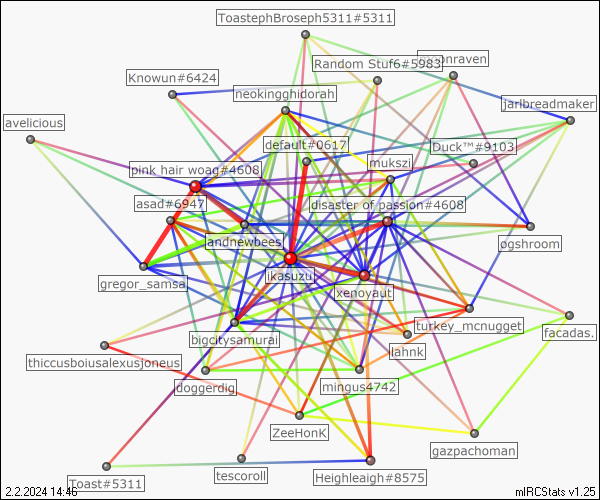 ToastephBroseph5311#5311
Random Stuf6#5983
onraven
Knowun#6424
neokingghidorah
jarlbreadmaker
avelicious
default#0617
Duck™#9103
mukszi
pink hair woag#4608
asad#6947
disaster of passion#4608
andnewbees
ogshroom
ikasuzu
gregor_samsa
xenoyaut
turkey_mcnugget
facadas.
bigcitysamurai
lahnk
thiccusboiusalexusjoneus
doggerdig
mingus4742
ZeeHonK
gazpachoman
tescoroll
Heighleaigh#8575
Toast#5311
2.2.2024 14:46
mIRCStats v1.25